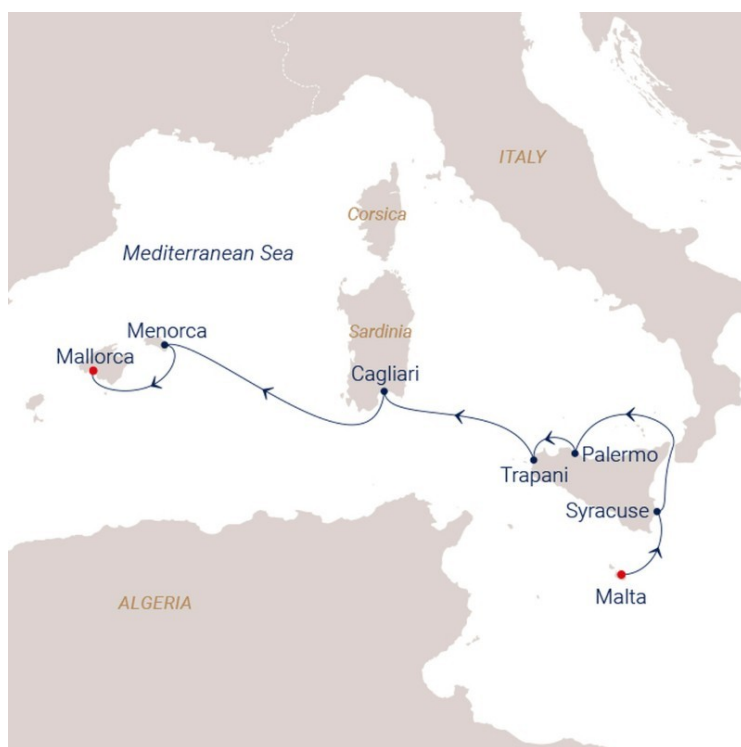 ITALY
Corsica
Mediterranean Sea
Menorca
Sardinia
Mallorca
Cagliari
Palermo
Trapani
Syracuse
Malta
ALGERIA